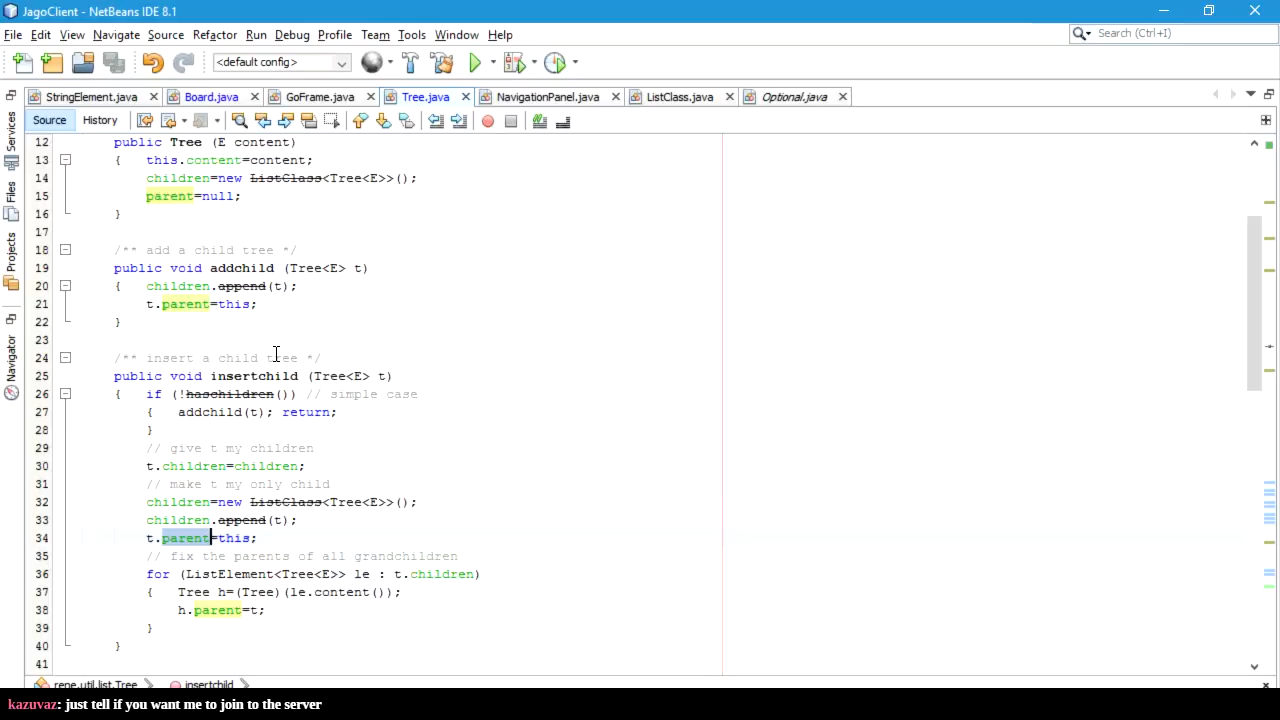 JagoClient - NetBeans IDE 8.1
File Edit View Navigate Source Refactor Run Debug Profile Team Tools Window Help
Search (Ctrl+I)
<default config>
StringElement.java Board.java GoFrame.java Tree.java NavigationPanel.java ListClass.java Optional.java
Source History
Services
Files
Projects
Navigator
12 public Tree (E content)
13 { this.content=content;
14 children=new ListClass<Tree<E>>();
15 parent=null;
16 }
17
18 /** add a child tree */
19 public void addchild (Tree<E> t)
20 { children.append(t);
21 t.parent=this;
22 }
23
24 /** insert a child tree */
25 public void insertchild (Tree<E> t)
26 { if (!haschildren()) // simple case
27 { addchild(t); return;
28 }
29 // give t my children
30 t.children=children;
31 // make t my only child
32 children=new ListClass<Tree<E>>();
33 children.append(t);
34 t.parent=this;
35 // fix the parents of all grandchildren
36 for (ListElement<Tree<E>> le : t.children)
37 { Tree h=(Tree)(le.content());
38 h.parent=t;
39 }
40 }
41
rene.util.list.Tree insertchild
kazuvaz: just tell if you want me to join to the server